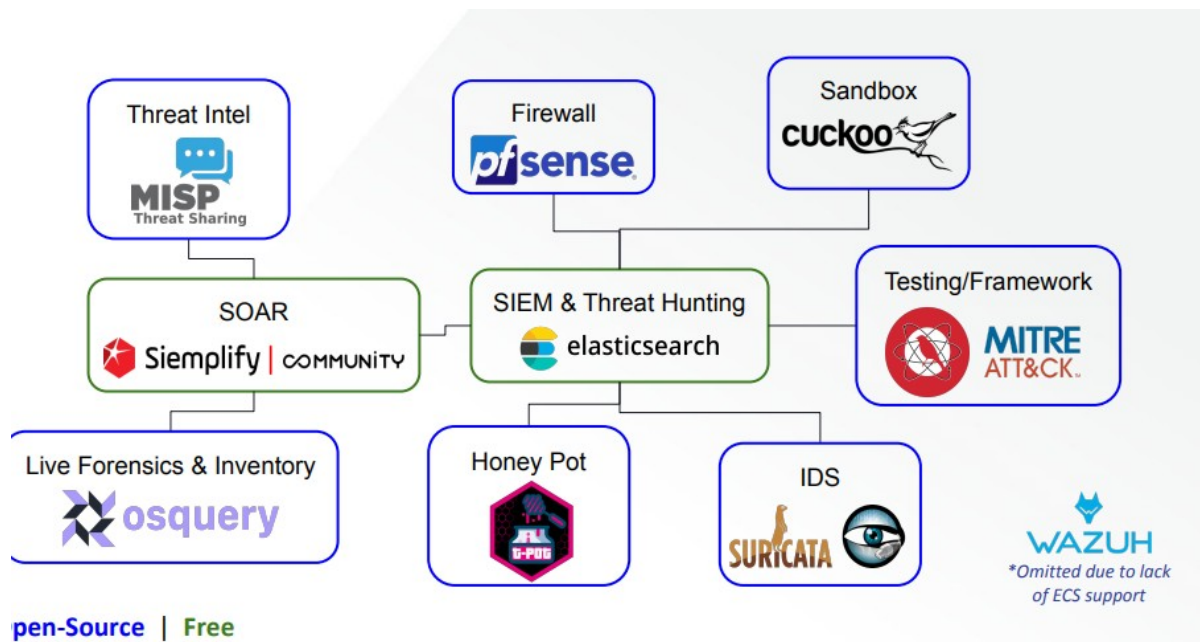 Threat Intel
MISP
Threat Sharing
Firewall
pfsense
Sandbox
cuckoo
SOAR
Siemplify | COMMUNITY
SIEM & Threat Hunting
elasticsearch
Testing/Framework
MITRE
ATT&CK
Live Forensics & Inventory
osquery
Honey Pot
T-POT
IDS
SURICATA
WAZUH
*Omitted due to lack
of ECS support
pen-Source | Free